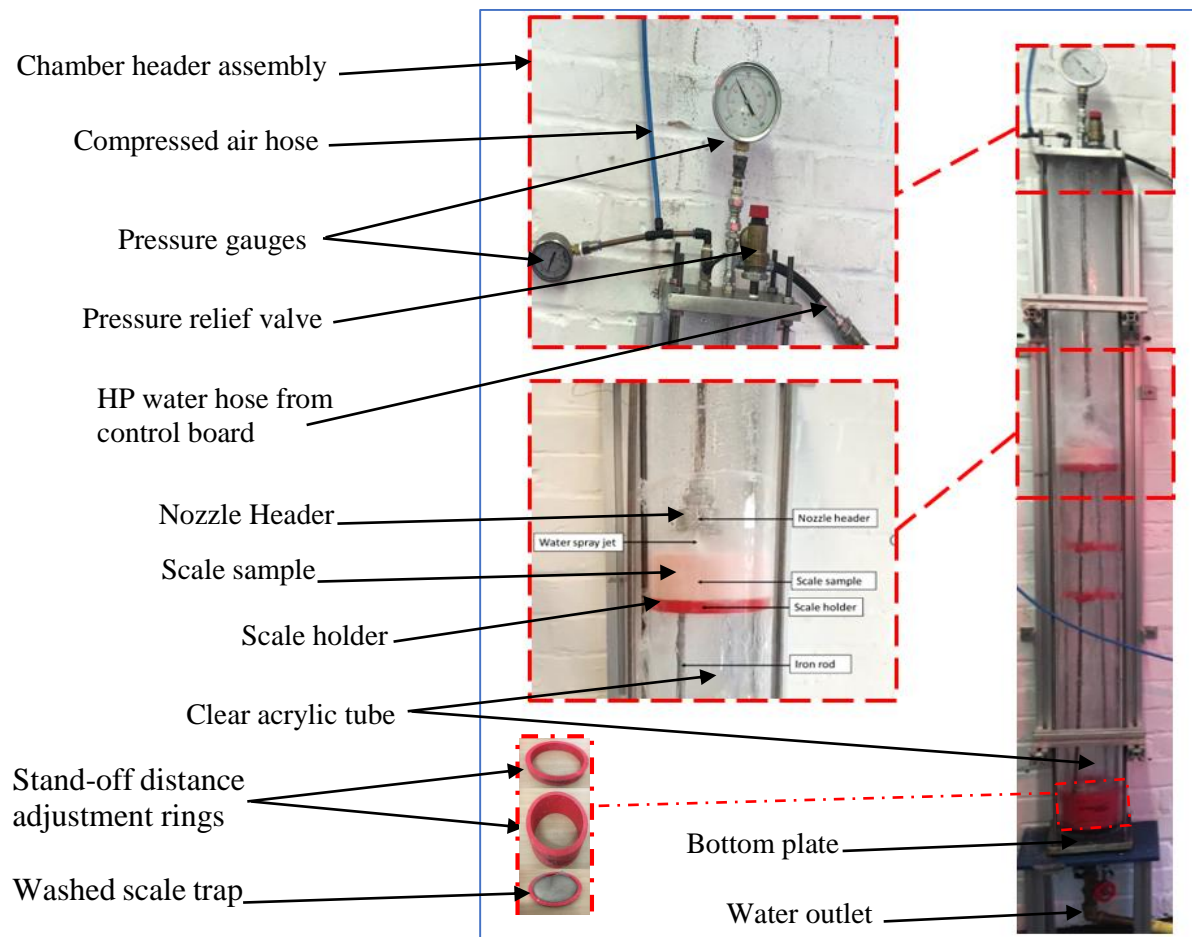 Chamber header assembly
Compressed air hose
Pressure gauges
Pressure relief valve
HP water hose from
control board
Nozzle Header
Nozzle header
Water spray jet
Scale sample
Scale sample
Scale holder
Scale holder
Iron rod
Clear acrylic tube
Stand-off distance
adjustment rings
Bottom plate
Washed scale trap
Water outlet